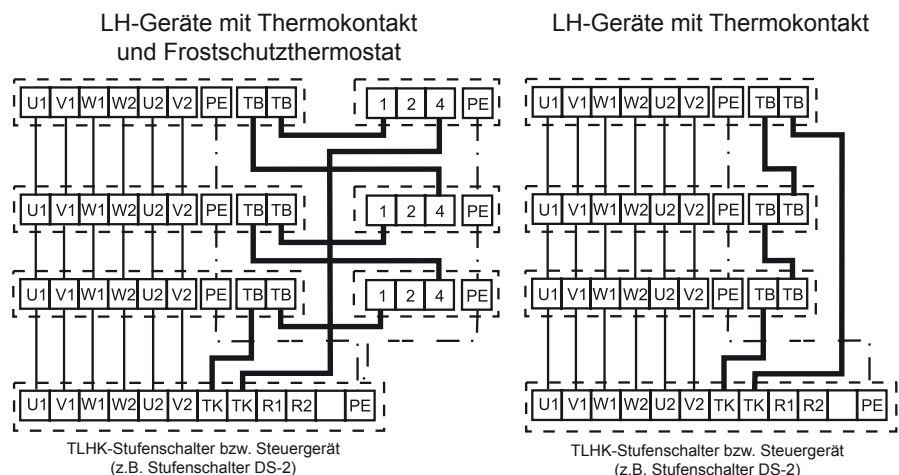 LH-Geräte mit Thermokontakt
und Frostschutzthermostat
U1 V1 W1 W2 U2 V2 PE TB TB 1 2 4 PE
U1 V1 W1 W2 U2 V2 PE TB TB 1 2 4 PE
U1 V1 W1 W2 U2 V2 PE TB TB 1 2 4 PE
U1 V1 W1 W2 U2 V2 TK TK R1 R2 PE
TLHK-Stufenschalter bzw. Steuergerät
(z.B. Stufenschalter DS-2)
LH-Geräte mit Thermokontakt
U1 V1 W1 W2 U2 V2 PE TB TB
U1 V1 W1 W2 U2 V2 PE TB TB
U1 V1 W1 W2 U2 V2 PE TB TB
U1 V1 W1 W2 U2 V2 TK TK R1 R2 PE
TLHK-Stufenschalter bzw. Steuergerät
(z.B. Stufenschalter DS-2)